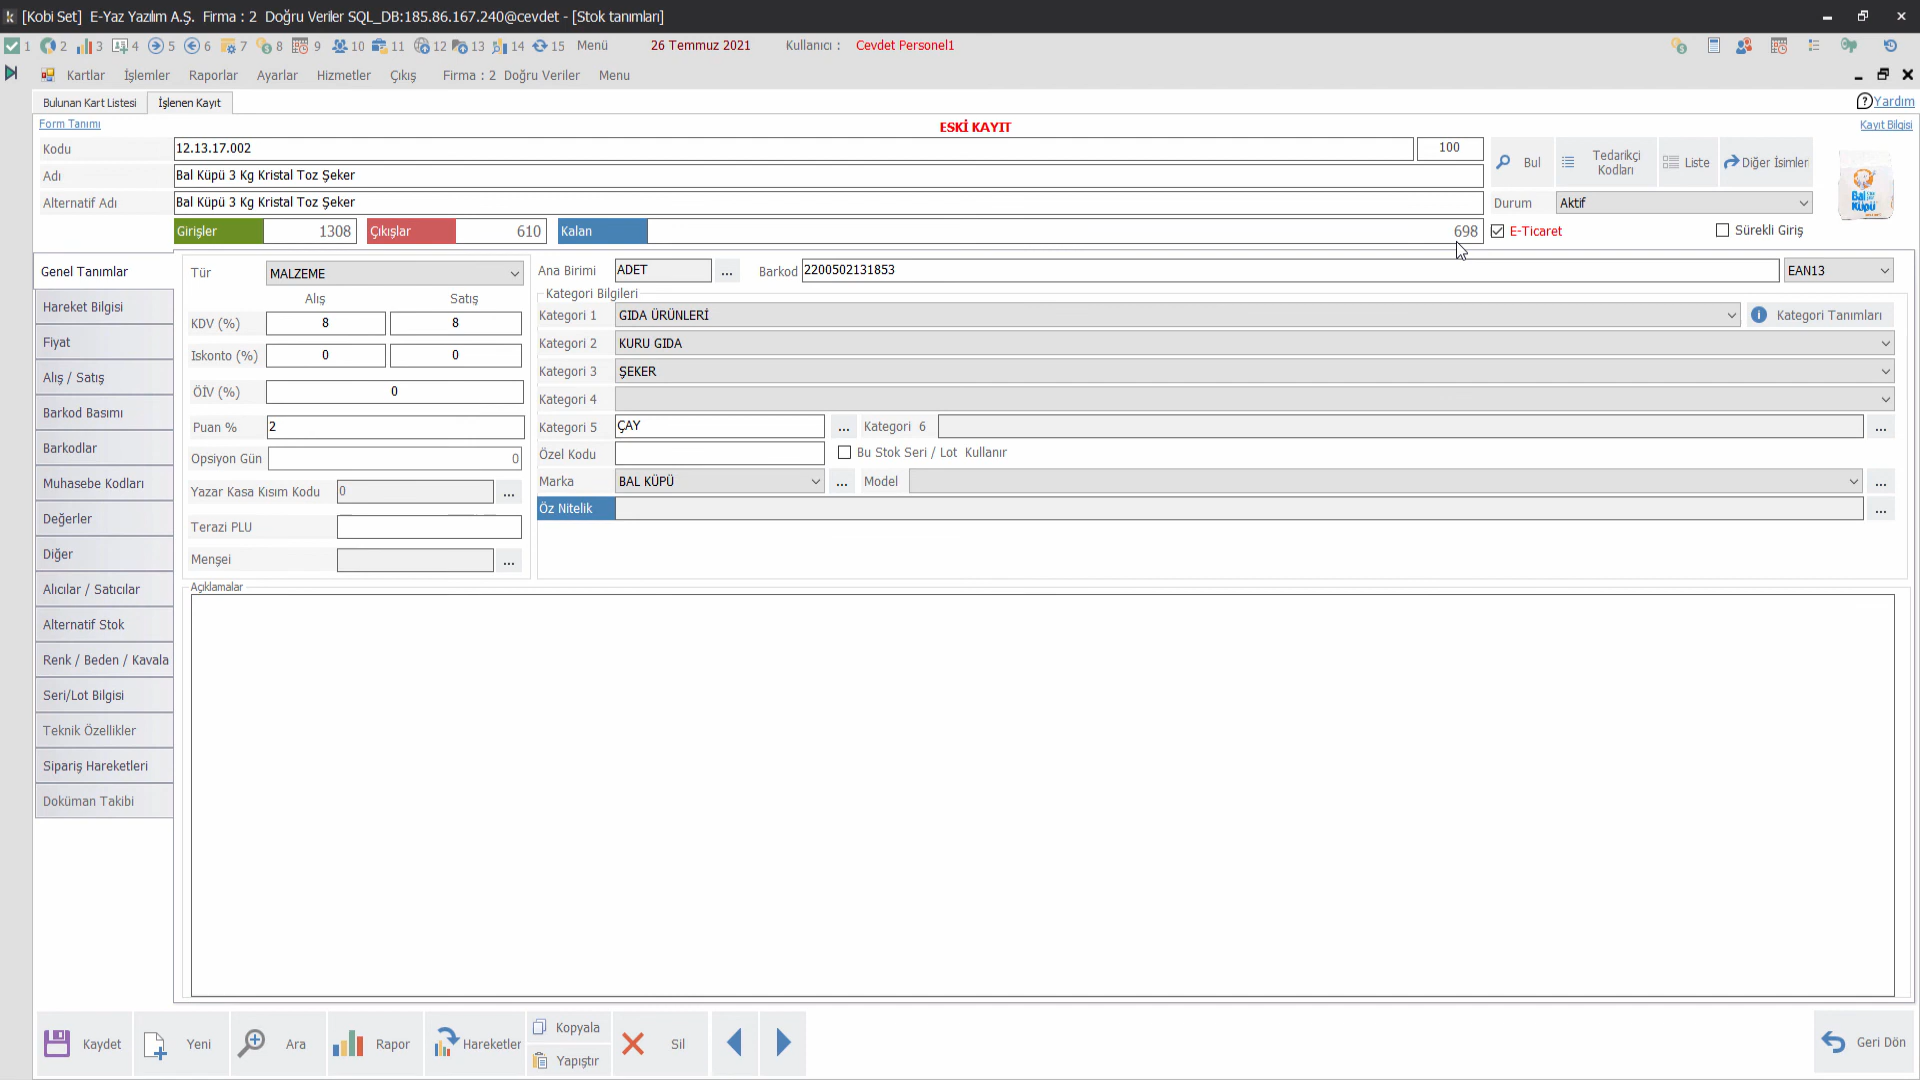 [Kobi Set] E-Yaz Yazılım A.Ş. Firma : 2 Doğru Veriler SQL_DB:185.86.167.240@cevdet - [Stok tanımları]
1 2 3 4 5 6 7 8 9 10 11 12 13 14 15 Menü 26 Temmuz 2021 Kullanıcı : Cevdet Personel1
Kartlar İşlemler Raporlar Ayarlar Hizmetler Çıkış Firma : 2 Doğru Veriler Menu
Bulunan Kart Listesi İşlenen Kayıt Yardım
Form Tanımı ESKİ KAYIT Kayıt Bilgisi
Kodu 12.13.17.002 100
Bul Tedarikçi Kodları Liste Diğer İsimler
Adı Bal Küpü 3 Kg Kristal Toz Şeker
Bal Küpü
Alternatif Adı Bal Küpü 3 Kg Kristal Toz Şeker Durum Aktif
Girişler 1308 Çıkışlar 610 Kalan 698 E-Ticaret Sürekli Giriş
Genel Tanımlar
Hareket Bilgisi
Fiyat
Alış / Satış
Barkod Basımı
Barkodlar
Muhasebe Kodları
Değerler
Diğer
Alıcılar / Satıcılar
Alternatif Stok
Renk / Beden / Kavala
Seri/Lot Bilgisi
Teknik Özellikler
Sipariş Hareketleri
Doküman Takibi
Tür MALZEME
Alış Satış
KDV (%) 8 8
Iskonto (%) 0 0
ÖİV (%) 0
Puan % 2
Opsiyon Gün 0
Yazar Kasa Kısım Kodu 0 ...
Terazi PLU
Menşei ...
Ana Birimi ADET ... Barkod 2200502131853 EAN13
Kategori Bilgileri
Kategori 1 GIDA ÜRÜNLERİ Kategori Tanımları
Kategori 2 KURU GIDA
Kategori 3 ŞEKER
Kategori 4
Kategori 5 ÇAY ... Kategori 6 ...
Özel Kodu Bu Stok Seri / Lot Kullanır
Marka BAL KÜPÜ ... Model ...
Öz Nitelik ...
Açıklamalar
Kaydet Yeni Ara Rapor Hareketler Kopyala Yapıştır Sil Geri Dön